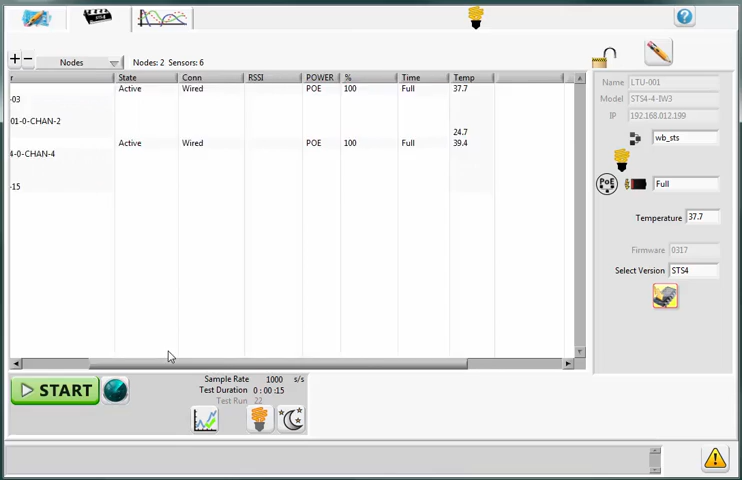 STS-4
?
+ − Nodes Nodes: 2 Sensors: 6
r State Conn RSSI POWER % Time Temp
Active Wired POE 100 Full 37.7
-03
01-0-CHAN-2
24.7
Active Wired POE 100 Full 39.4
4-0-CHAN-4
-15
Name LTU-001
Model STS4-4-IW3
IP 192.168.012.199
wb_sts
PoE Full
Temperature 37.7
Firmware 0317
Select Version STS4
START
Sample Rate 1000 s/s
Test Duration 0 : 00 :15
Test Run 22